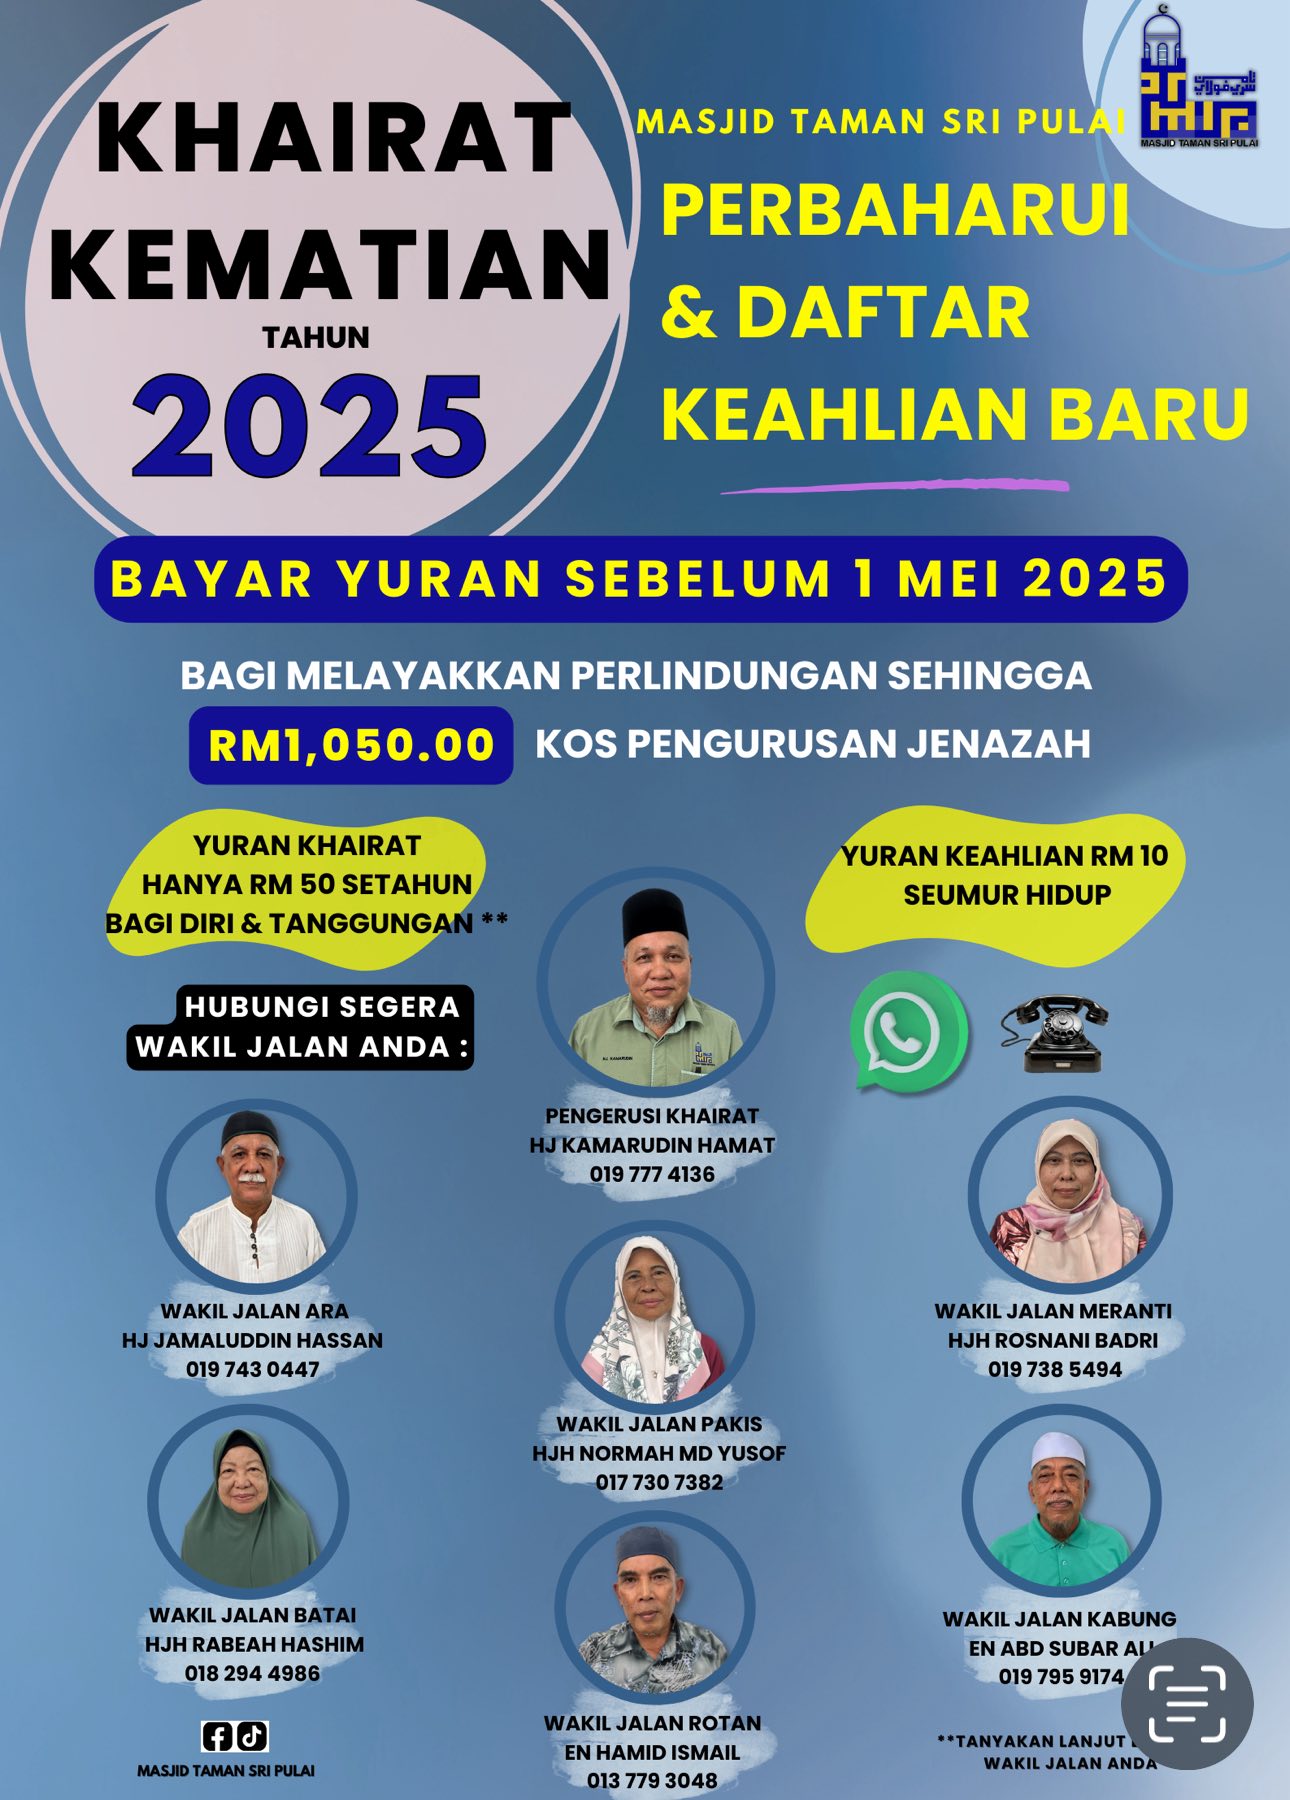 KHAIRAT
KEMATIAN
TAHUN
2025
MASJID TAMAN SRI PULAI
PERBAHARUI
& DAFTAR
KEAHLIAN BARU
تامن
سري ڤولاي
MASJID TAMAN SRI PULAI
BAYAR YURAN SEBELUM 1 MEI 2025
BAGI MELAYAKKAN PERLINDUNGAN SEHINGGA
RM1,050.00 KOS PENGURUSAN JENAZAH
YURAN KHAIRAT
HANYA RM 50 SETAHUN
BAGI DIRI & TANGGUNGAN **
YURAN KEAHLIAN RM 10
SEUMUR HIDUP
HUBUNGI SEGERA
WAKIL JALAN ANDA :
HJ. KAMARUDIN
PENGERUSI KHAIRAT
HJ KAMARUDIN HAMAT
019 777 4136
WAKIL JALAN ARA
HJ JAMALUDDIN HASSAN
019 743 0447
WAKIL JALAN PAKIS
HJH NORMAH MD YUSOF
017 730 7382
WAKIL JALAN MERANTI
HJH ROSNANI BADRI
019 738 5494
WAKIL JALAN BATAI
HJH RABEAH HASHIM
018 294 4986
WAKIL JALAN ROTAN
EN HAMID ISMAIL
013 779 3048
WAKIL JALAN KABUNG
EN ABD SUBAR ALI
019 795 9174
MASJID TAMAN SRI PULAI
**TANYAKAN LANJUT
WAKIL JALAN ANDA